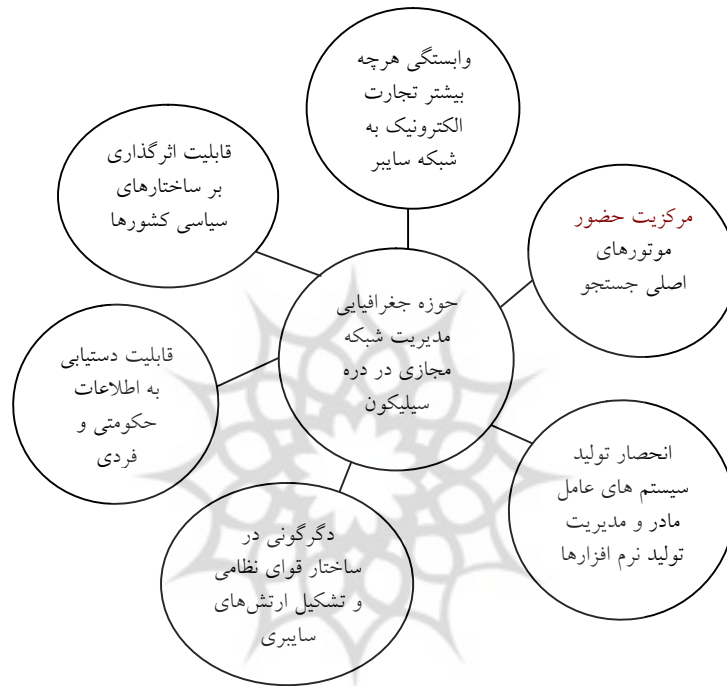 وابستگی هرچه
بیشتر تجارت
الکترونیک به
شبکه سایبر
قابلیت اثرگذاری
بر ساختارهای
سیاسی کشورها
مرکزیت حضور
موتورهای
اصلی جستجو
حوزه جغرافیایی
مدیریت شبکه
مجازی در دره
سیلیکون
قابلیت دستیابی
به اطلاعات
حکومتی و
فردی
انحصار تولید
سیستم های عامل
مادر و مدیریت
تولید نرم افزارها
دگرگونی در
ساختار قوای نظامی
و تشکیل ارتش‌های
سایبری